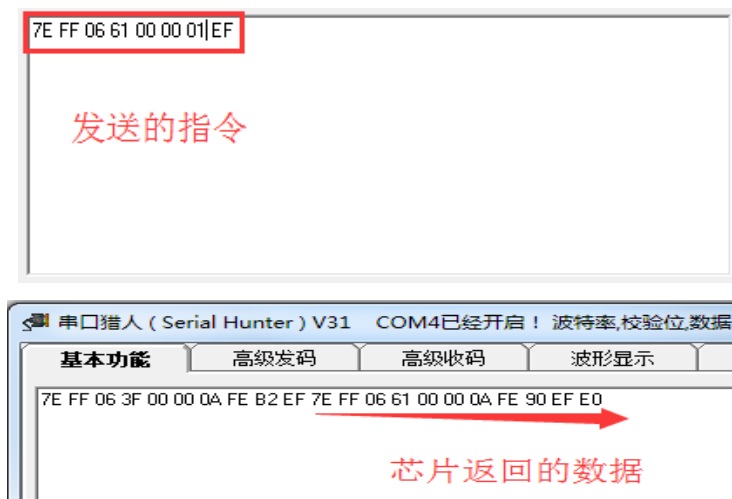 7E FF 06 61 00 00 01 EF
发送的指令
串口猎人 ( Serial Hunter ) V31 COM4已经开启! 波特率,校验位,数据
基本功能 高级发码 高级收码 波形显示
7E FF 06 3F 00 00 0A FE B2 EF 7E FF 06 61 00 00 0A FE 90 EF E0
芯片返回的数据